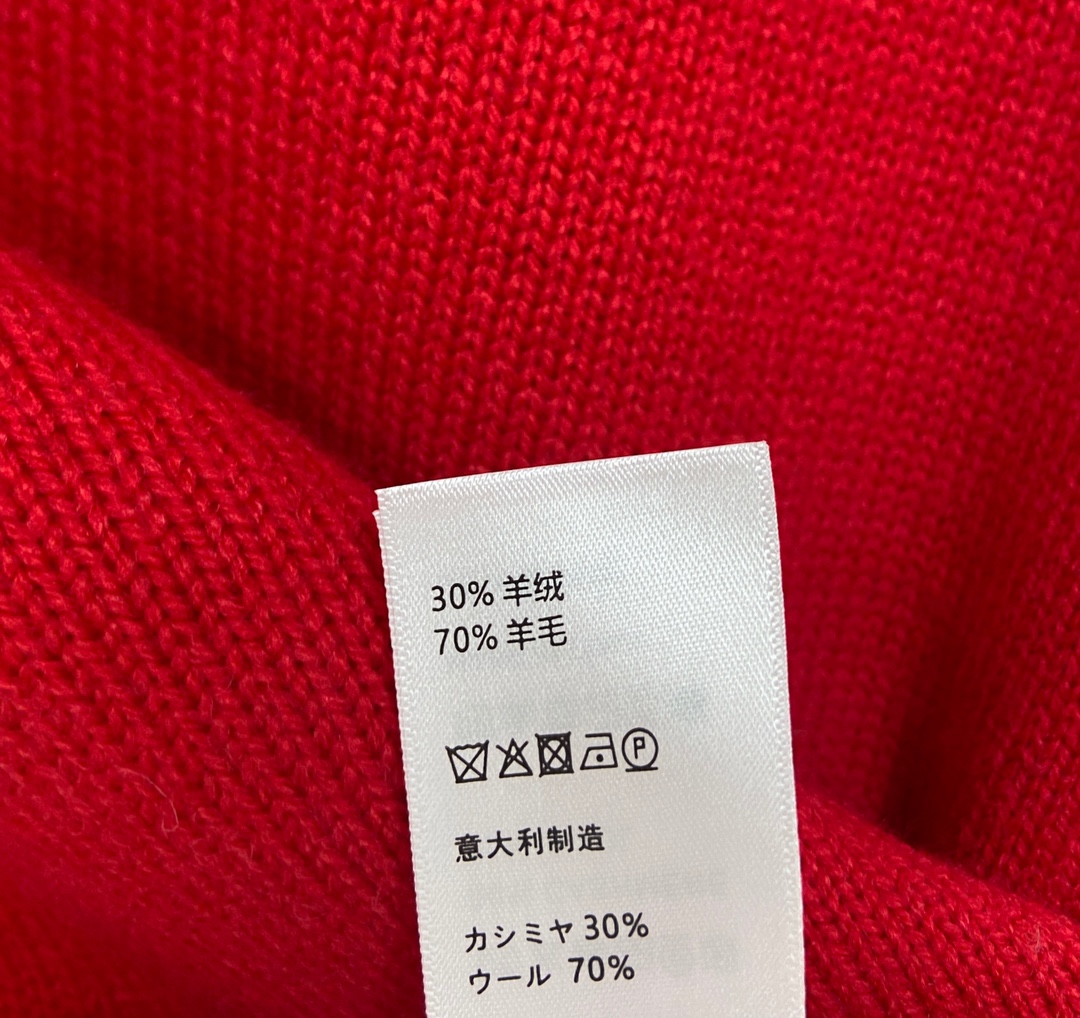 30% 羊绒
70% 羊毛
P
意大利制造
カシミヤ 30%
ウール 70%